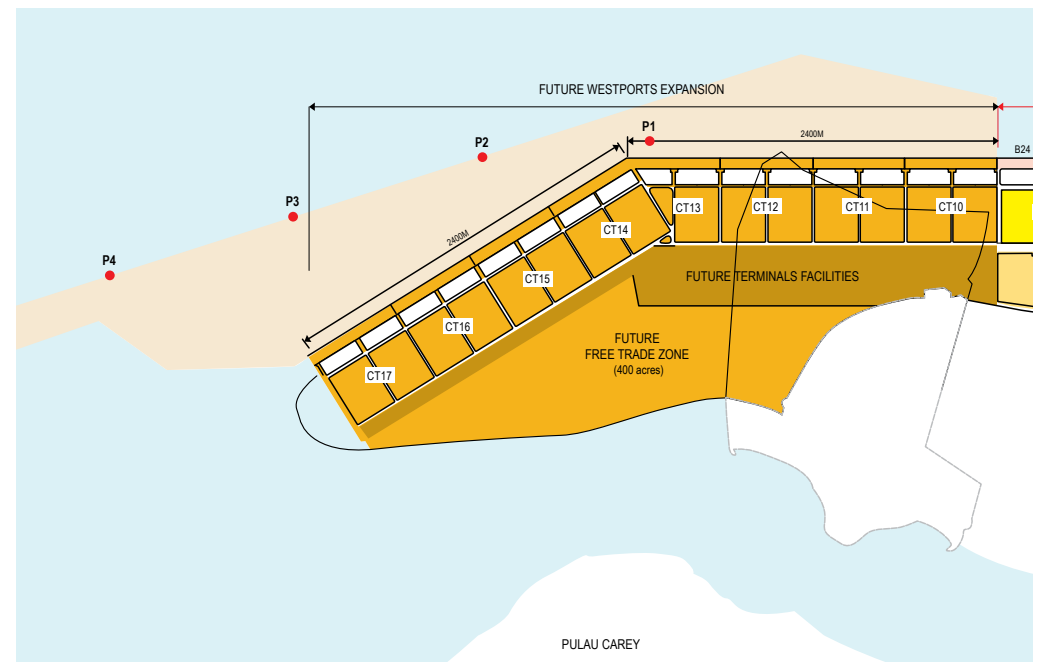 FUTURE WESTPORTS EXPANSION
P1
2400M
B24
P2
P3
P4
2400M
CT13
CT12
CT11
CT10
CT14
CT15
CT16
CT17
FUTURE TERMINALS FACILITIES
FUTURE
FREE TRADE ZONE
(400 acres)
PULAU CAREY